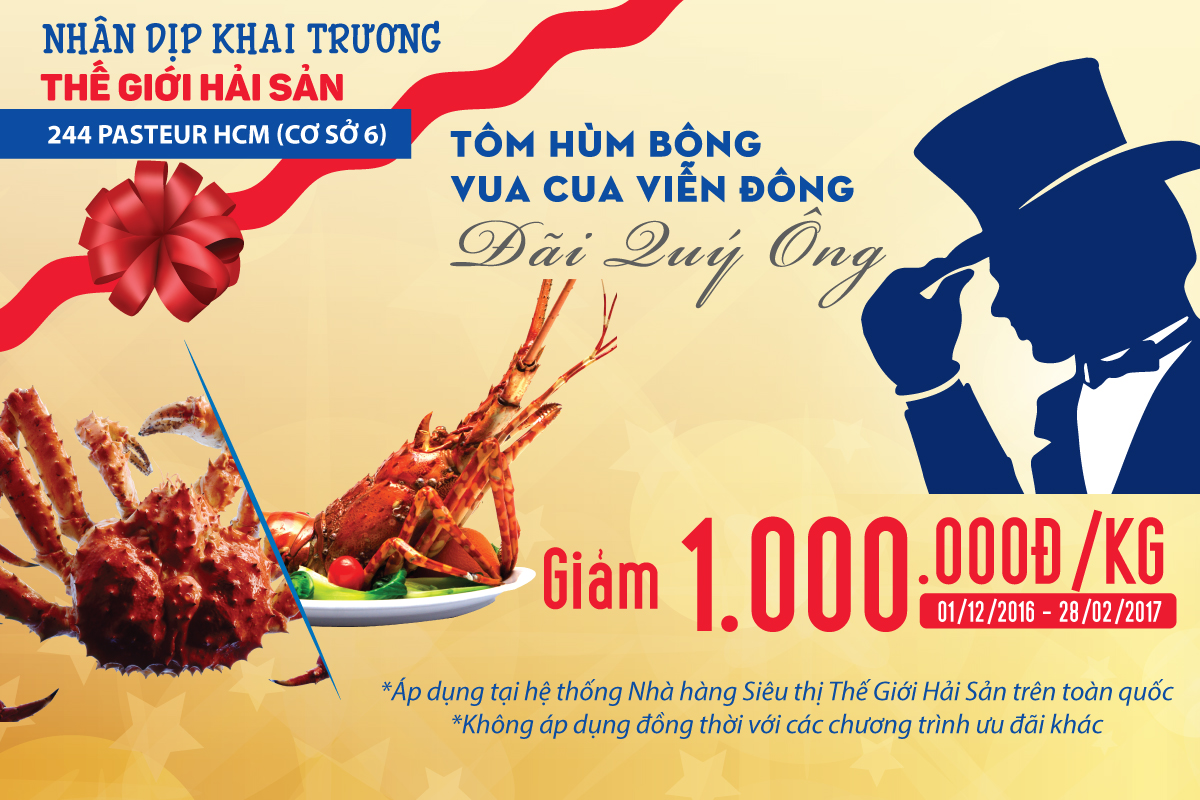 NHÂN DỊP KHAI TRƯƠNG
THẾ GIỚI HẢI SẢN
244 PASTEUR HCM (CƠ SỞ 6)
TÔM HÙM BÔNG
VUA CUA VIỄN ĐÔNG
Đãi Quý Ông
Giảm 1.000.000Đ/KG
01/12/2016 - 28/02/2017
*Áp dụng tại hệ thống Nhà hàng Siêu thị Thế Giới Hải Sản trên toàn quốc
*Không áp dụng đồng thời với các chương trình ưu đãi khác